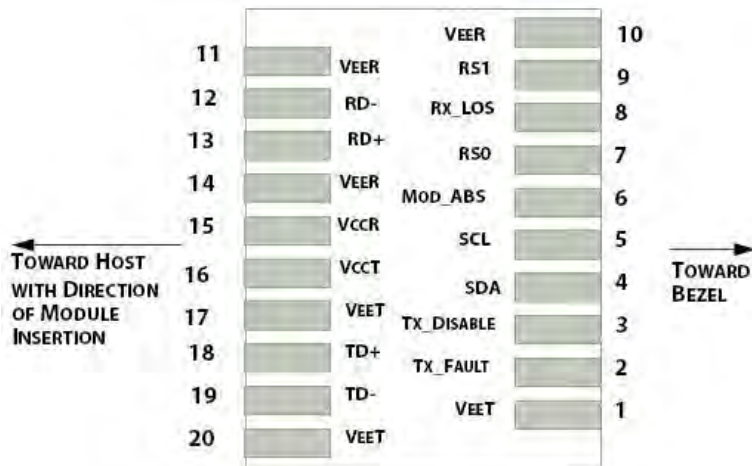 11 VEER
12 RD-
13 RD+
14 VEER
15 VCCR
16 VCCT
17 VEET
18 TD+
19 TD-
20 VEET
VEER 10
RS1 9
RX_LOS 8
RS0 7
MOD_ABS 6
SCL 5
SDA 4
TX_DISABLE 3
TX_FAULT 2
VEET 1
TOWARD HOST
WITH DIRECTION
OF MODULE
INSERTION
TOWARD
BEZEL